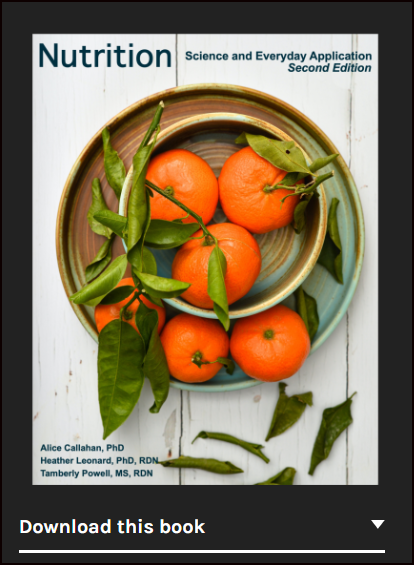 Nutrition Science and Everyday Application
Second Edition
Alice Callahan, PhD
Heather Leonard, PhD, RDN
Tamberly Powell, MS, RDN
Download this book